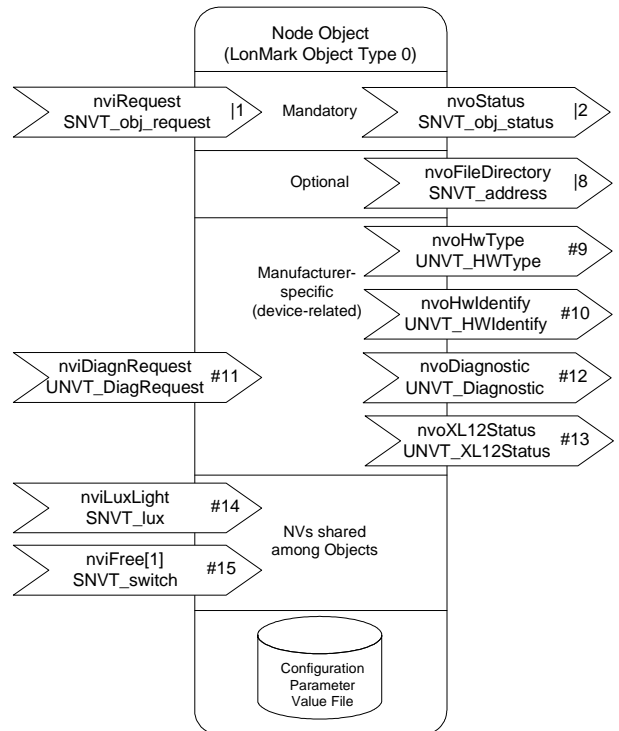 Node Object
(LonMark Object Type 0)
nviRequest
SNVT_obj_request
|1
Mandatory
nvoStatus
SNVT_obj_status
|2
Optional
nvoFileDirectory
SNVT_address
|8
Manufacturer-
specific
(device-related)
nvoHwType
UNVT_HWType
#9
nvoHwIdentify
UNVT_HWIdentify
#10
nviDiagnRequest
UNVT_DiagRequest
#11
nvoDiagnostic
UNVT_Diagnostic
#12
nvoXL12Status
UNVT_XL12Status
#13
nviLuxLight
SNVT_lux
#14
NVs shared
among Objects
nviFree[1]
SNVT_switch
#15
Configuration
Parameter
Value File